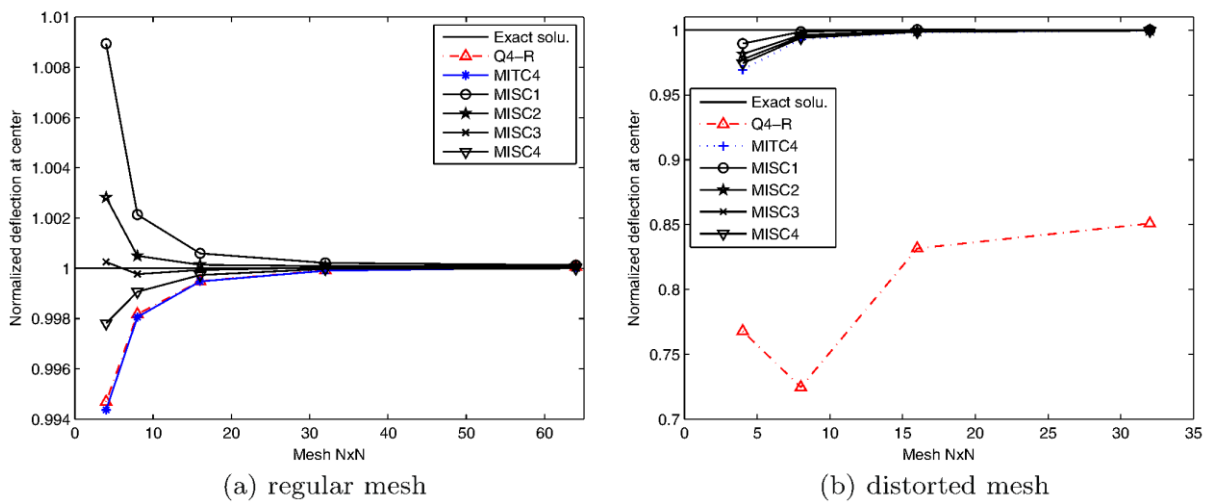 1.01
1.008
1.006
1.004
1.002
1
0.998
0.996
0.994
Normalized deflection at center
0
10
20
30
40
50
60
Mesh NxN
Exact solu.
Q4–R
MITC4
MISC1
MISC2
MISC3
MISC4
(a) regular mesh
1
0.95
0.9
0.85
0.8
0.75
0.7
Normalized deflection at center
0
5
10
15
20
25
30
35
Mesh NxN
Exact solu.
Q4–R
MITC4
MISC1
MISC2
MISC3
MISC4
(b) distorted mesh